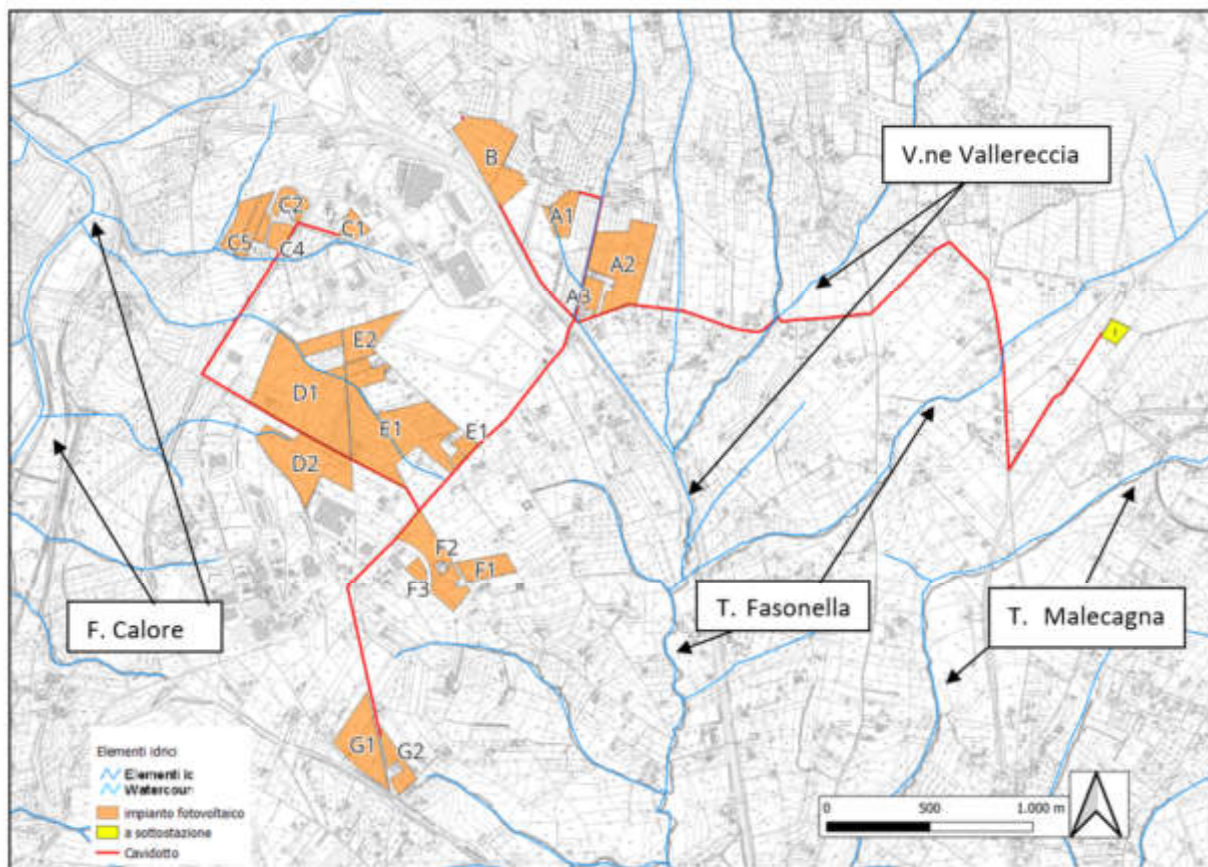 V.ne Vallereccia
B
C2
A1
C1
C5
C4
A2
A3
E2
D1
E1
E1
D2
F2
F1
F3
F. Calore
T. Fasonella
T. Malecagna
G1
G2
Elementi idrici
Elementi ic
Watercour
impianto fotovoltaico
a sottostazione
Cavidotto
0 500 1.000 m